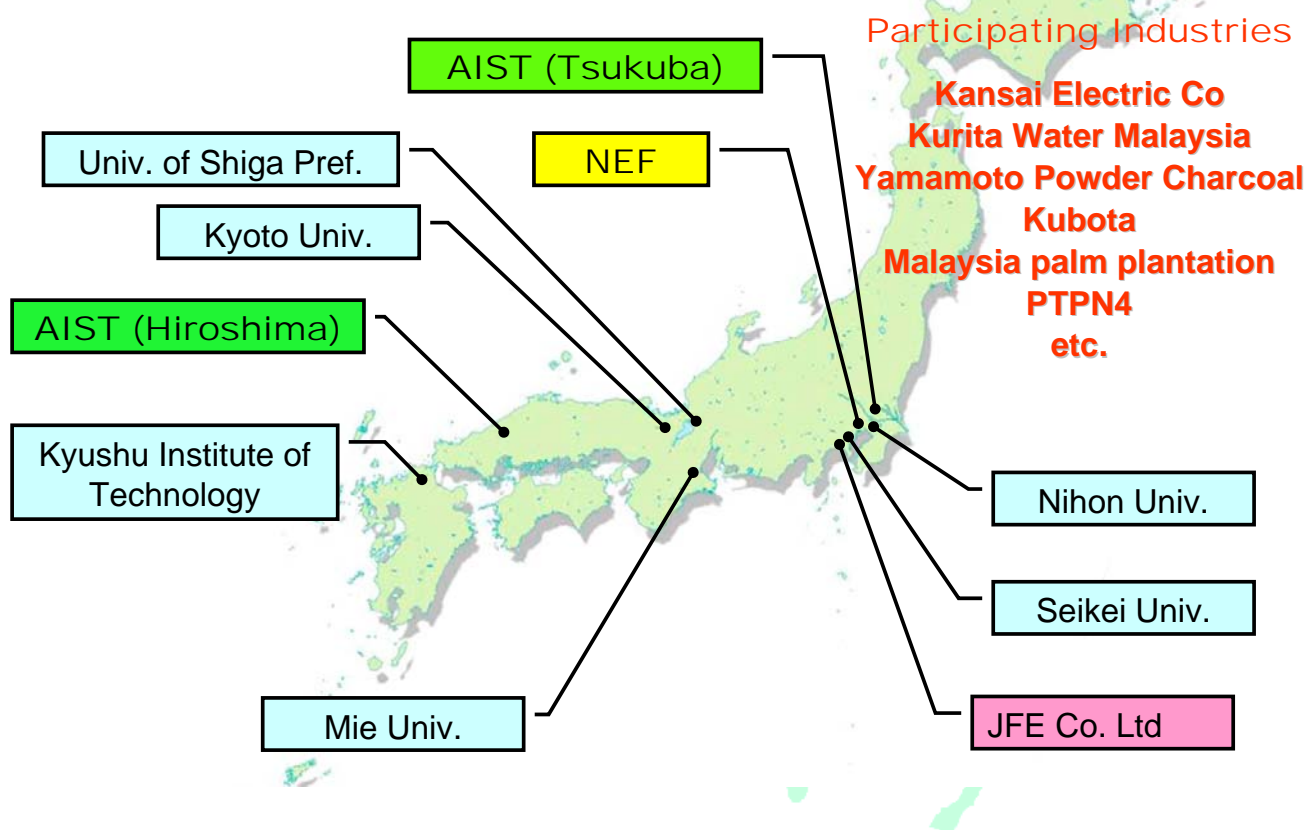 Participating Industries
AIST (Tsukuba)
Kansai Electric Co
Kurita Water Malaysia
Univ. of Shiga Pref.
NEF
Yamamoto Powder Charcoal
Kyoto Univ.
Kubota
Malaysia palm plantation
PTPN4
etc.
AIST (Hiroshima)
Kyushu Institute of
Technology
Nihon Univ.
Seikei Univ.
Mie Univ.
JFE Co. Ltd